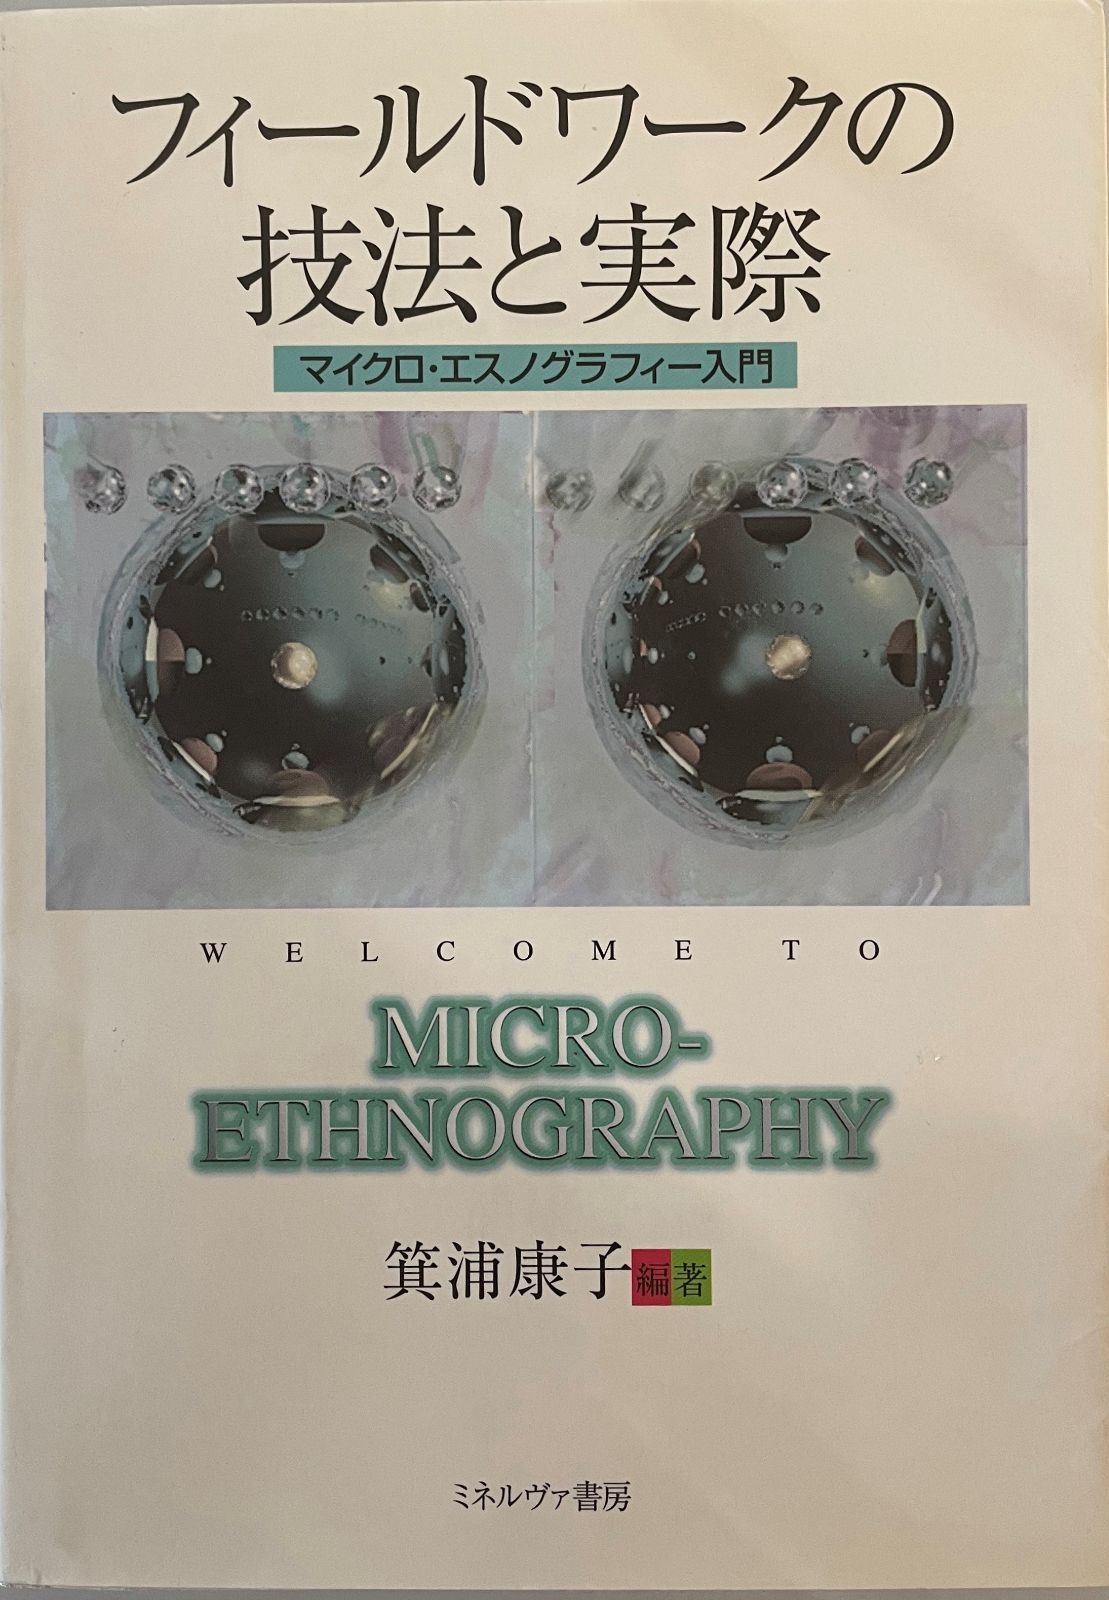 フィールドワークの
技法と実際
マイクロ・エスノグラフィー入門
WELCOME TO
MICRO-
ETHNOGRAPHY
箕浦康子編著
ミネルヴァ書房